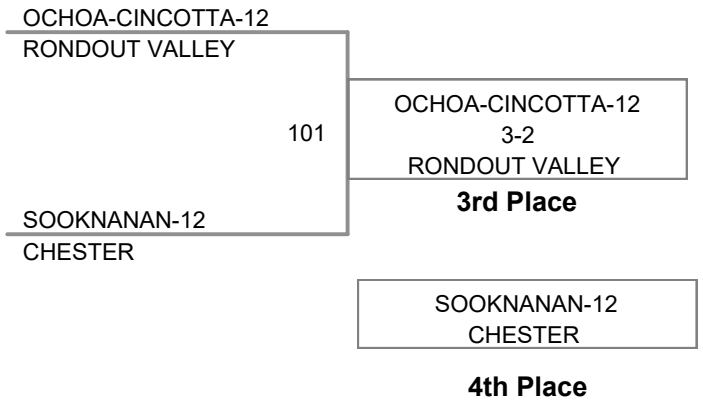 OCHOA-CINCOTTA-12
RONDOUT VALLEY
101
OCHOA-CINCOTTA-12
3-2
RONDOUT VALLEY
3rd Place
SOOKNANAN-12
CHESTER
SOOKNANAN-12
CHESTER
4th Place